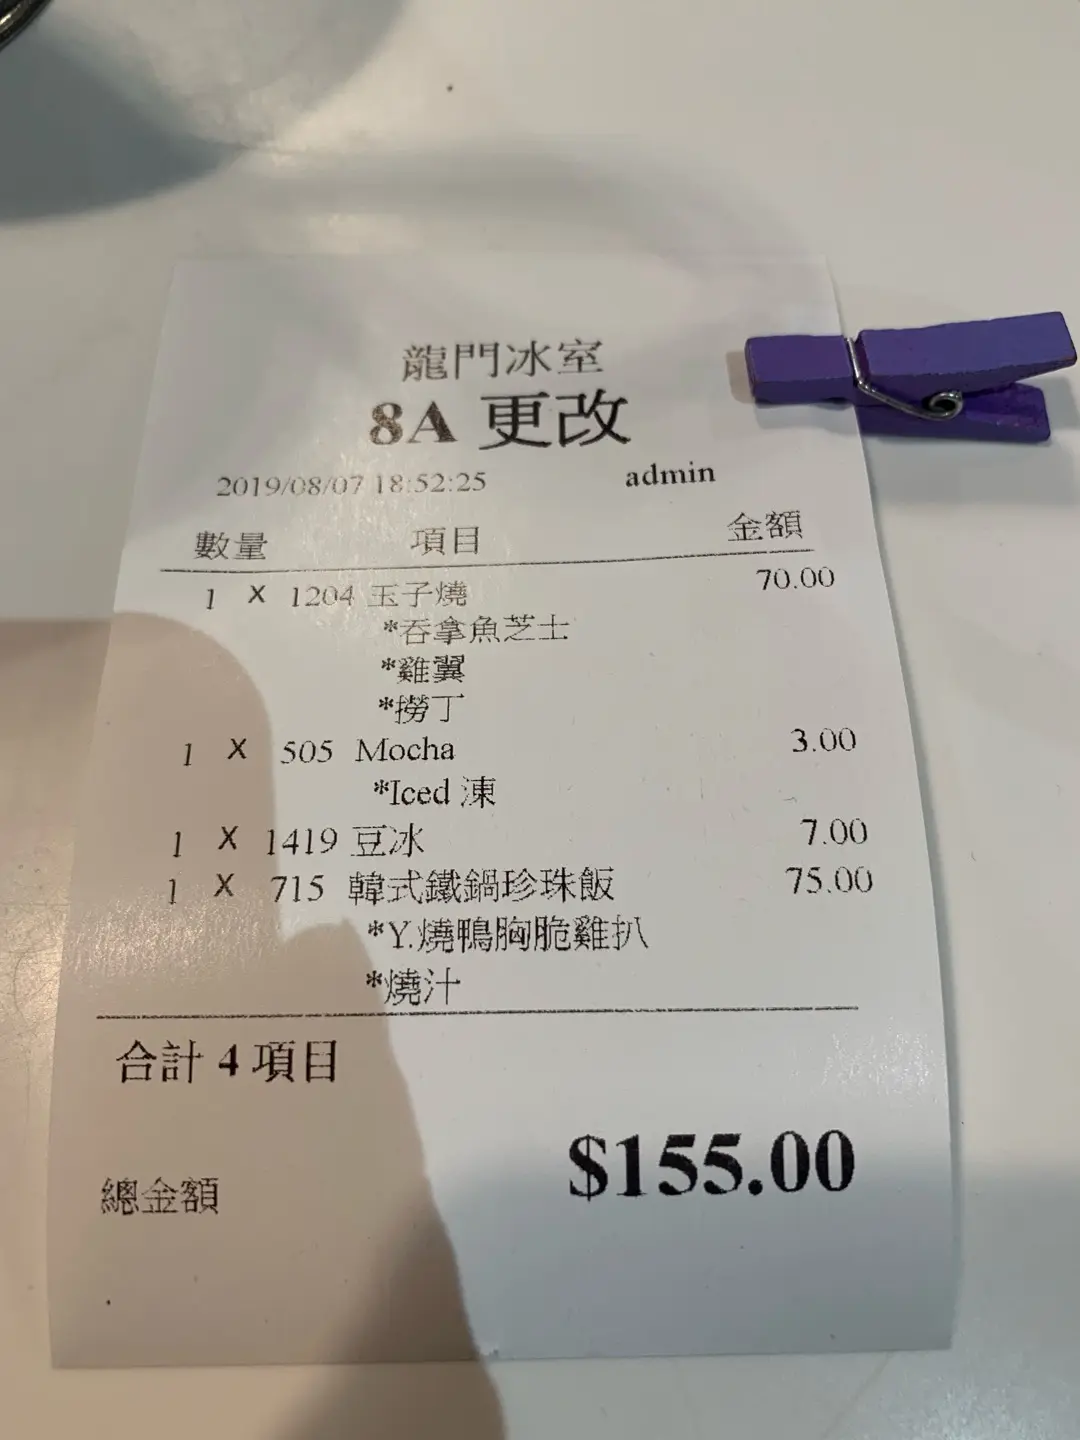 龍門冰室
8A 更改
2019/08/07 18:52:25 admin
數量 項目 金額
1 X 1204 玉子燒 70.00
*吞拿魚芝士
*雞翼
*撈丁
1 X 505 Mocha 3.00
*Iced 凍
1 X 1419 豆冰 7.00
1 X 715 韓式鐵鍋珍珠飯 75.00
*Y.燒鴨胸脆雞扒
*燒汁
合計 4 項目
總金額 $155.00